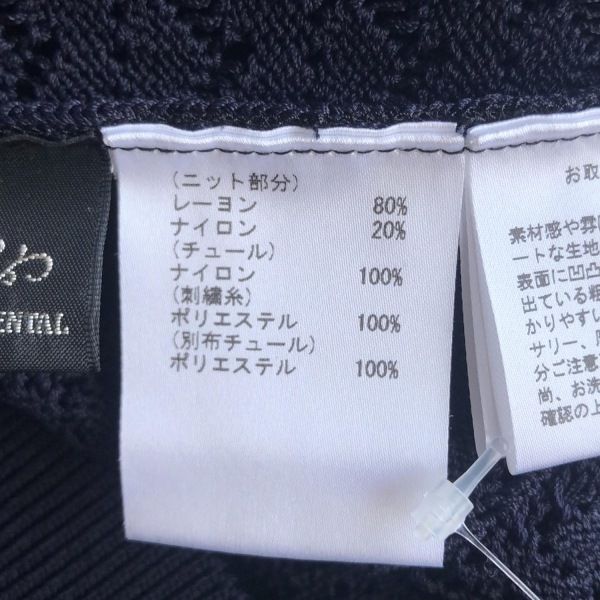 ENTAL
(ニット部分)
レーヨン 80%
ナイロン 20%
(チュール)
ナイロン 100%
(刺繍糸)
ポリエステル 100%
(別布チュール)
ポリエステル 100%
お取
素材感や雰
ートな生地
表面に凹凸
出ている粗
かりやすい
サリー、
分ご注意
尚、お洗
確認の上